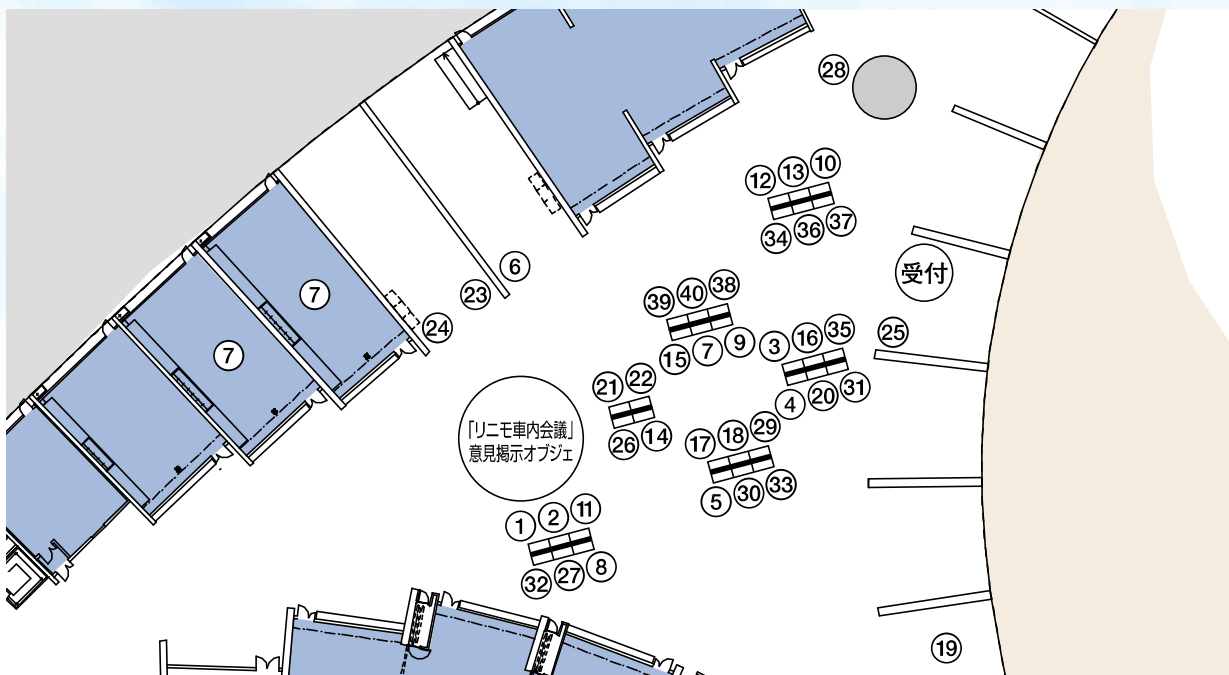 ㉘
⑫ ⑬ ⑩
㉞ ㊱ ㊲
受付
⑥
㉓
⑦
㉔
⑦
㊴ ㊵ ㊳
⑮ ⑦ ⑨
③ ⑯ ㉟
㉕
④ ⑳ ㉛
㉑ ㉒
㉖ ⑭
「リニモ車内会議」
意見掲示オブジェ
⑰ ⑱ ㉙
⑤ ㉚ ㉝
① ② ⑪
㉜ ㉗ ⑧
⑲